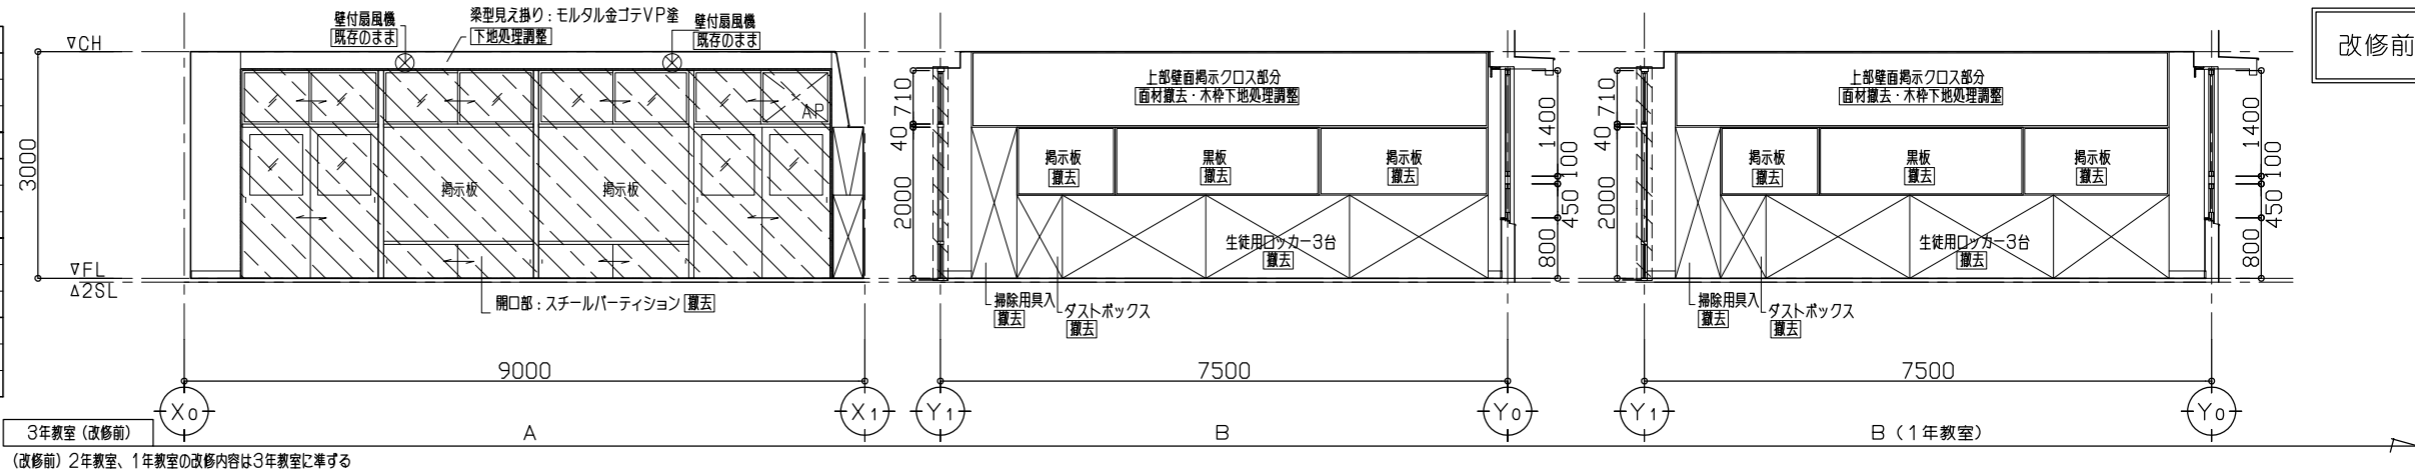 改修前
▽CH
壁付扇風機
既存のまま
梁型見え掛り:モルタル金ゴテVP塗
下地処理調整
壁付扇風機
既存のまま
AP
掲示板
掲示板
3000
▽FL
△2SL
開口部:スチールパーティション 撤去
9000
X0
X1
A
上部壁面掲示クロス部分
面材撤去・木枠下地処理調整
710
40
2000
掲示板
撤去
黒板
撤去
掲示板
撤去
生徒用ロッカー3台
撤去
掃除用具入
撤去
ダストボックス
撤去
1400
100
450
800
7500
Y1
Y0
B
上部壁面掲示クロス部分
面材撤去・木枠下地処理調整
710
40
2000
掲示板
撤去
黒板
撤去
掲示板
撤去
生徒用ロッカー3台
撤去
掃除用具入
撤去
ダストボックス
撤去
1400
100
450
800
7500
Y1
Y0
B(1年教室)
3年教室(改修前)
(改修前)2年教室、1年教室の改修内容は3年教室に準ずる